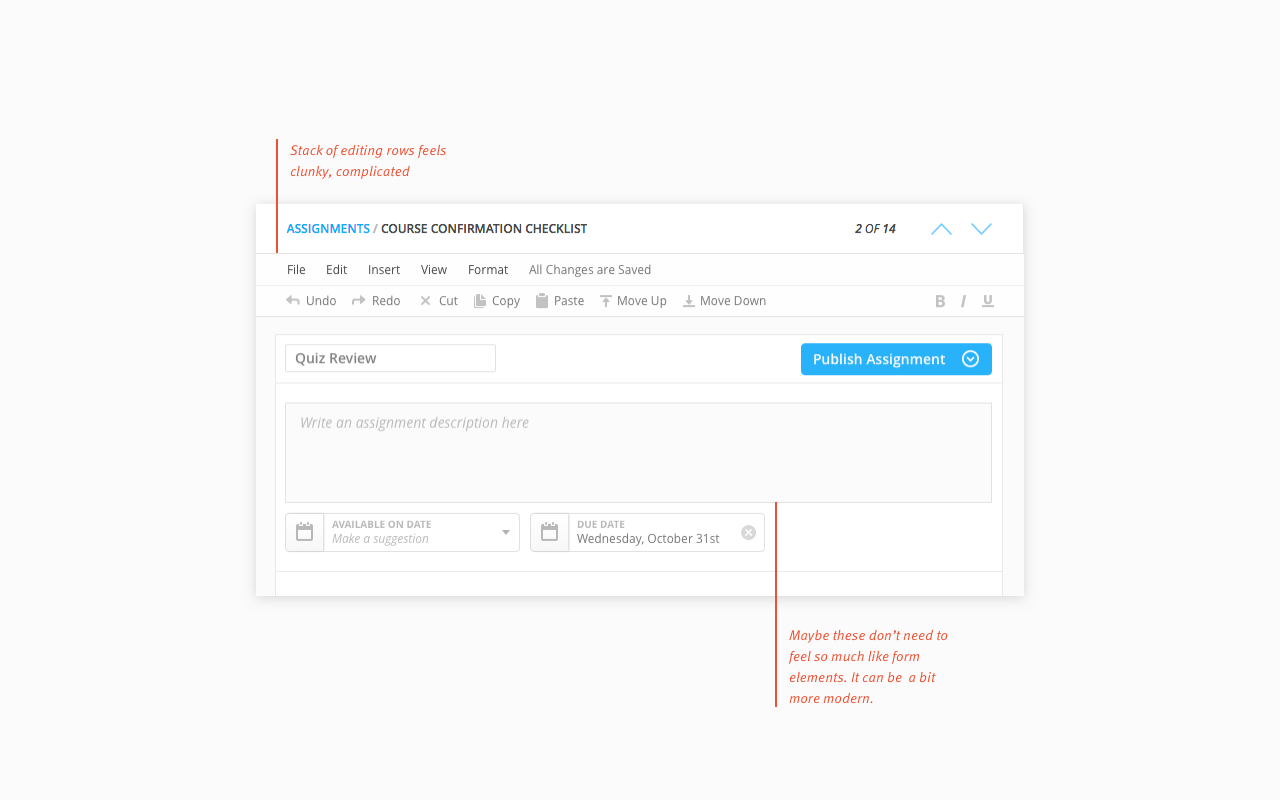 Stack of editing rows feels
clunky, complicated
ASSIGNMENTS / COURSE CONFIRMATION CHECKLIST 2 OF 14
File Edit Insert View Format All Changes are Saved
Undo Redo Cut Copy Paste Move Up Move Down B I U
Quiz Review Publish Assignment
Write an assignment description here
AVAILABLE ON DATE DUE DATE
Make a suggestion Wednesday, October 31st
Maybe these don’t need to
feel so much like form
elements. It can be  a bit
more modern.